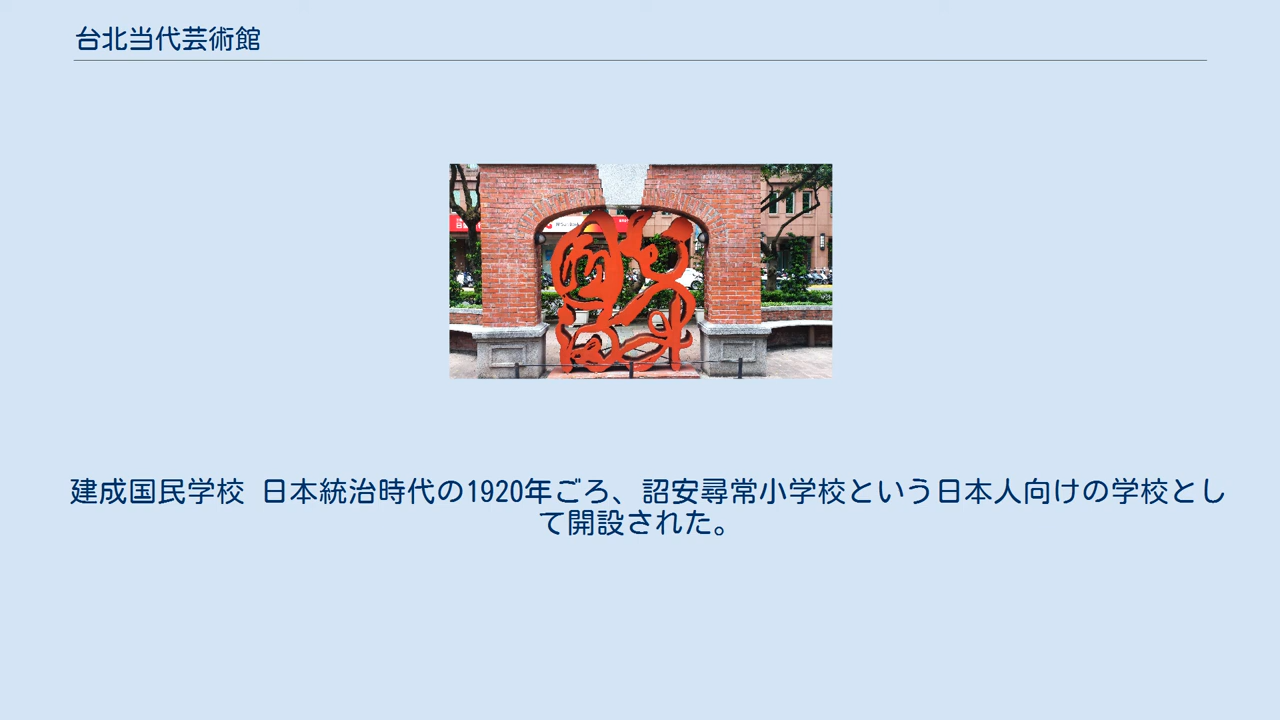 台北当代芸術館
建成国民学校 日本統治時代の1920年ごろ、詔安尋常小学校という日本人向けの学校とし
て開設された。